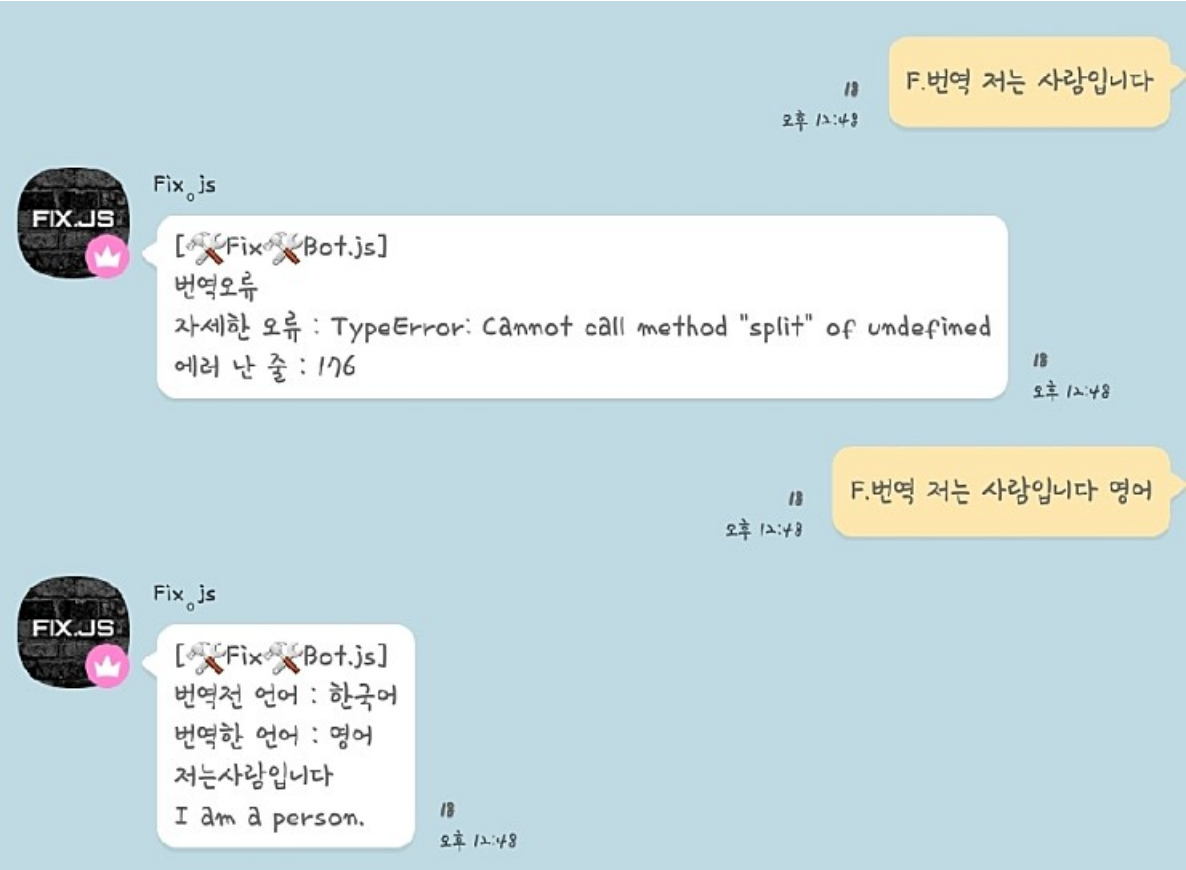 F.번역 저는 사람입니다
18
오후 12:48
Fix。js
FIX.JS
[🛠Fix🛠Bot.js]
번역오류
자세한 오류 : TypeError: Cannot call method "split" of undefined
에러 난 줄 : 176
18
오후 12:48
F.번역 저는 사람입니다 영어
18
오후 12:48
Fix。js
FIX.JS
[🛠Fix🛠Bot.js]
번역전 언어 : 한국어
번역한 언어 : 영어
저는사람입니다
I am a person.
18
오후 12:48